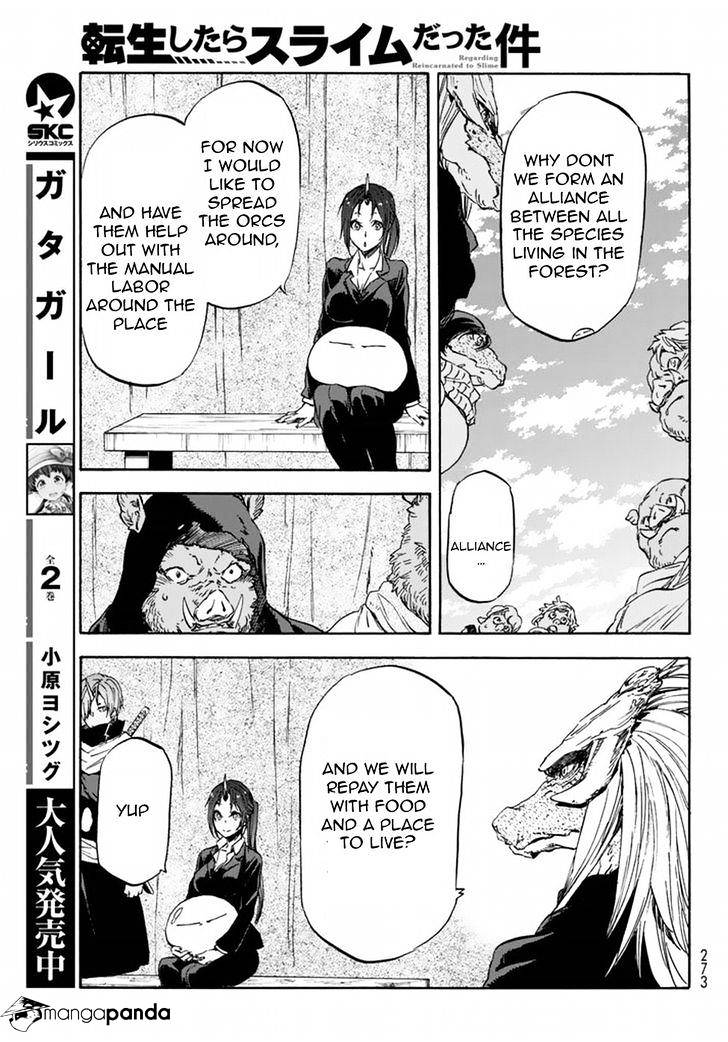 転生したらスライムだった件
Regarding
Reincarnated to Slime
WHY DONT
WE FORM AN
ALLIANCE
BETWEEN ALL
THE SPECIES
LIVING IN THE
FOREST?
ALLIANCE
...
FOR NOW
I WOULD
LIKE TO
SPREAD
THE ORCS
AROUND,
AND HAVE
THEM HELP
OUT WITH
THE MANUAL
LABOR
AROUND THE
PLACE
AND WE WILL
REPAY THEM
WITH FOOD
AND A PLACE
TO LIVE?
YUP
SKC
シリウスコミックス
ガタガール
全2巻
小原ヨシツグ
大人気発売中
273
mangapanda